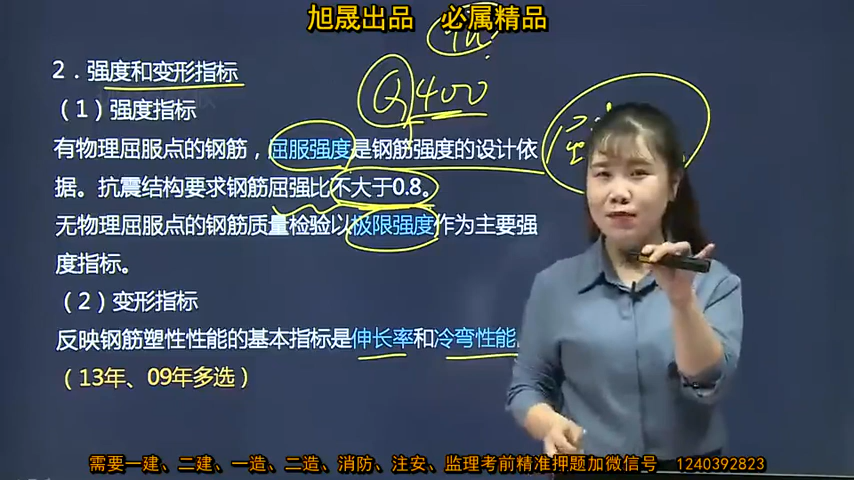 旭晟出品 必属精品
Q400
2．强度和变形指标
（1）强度指标
有物理屈服点的钢筋，屈服强度是钢筋强度的设计依
据。抗震结构要求钢筋屈强比不大于0.8。
无物理屈服点的钢筋质量检验以极限强度作为主要强
度指标。
（2）变形指标
反映钢筋塑性性能的基本指标是伸长率和冷弯性能
（13年、09年多选）
需要一建、二建、一造、二造、消防、注安、监理考前精准押题加微信号 1240392823